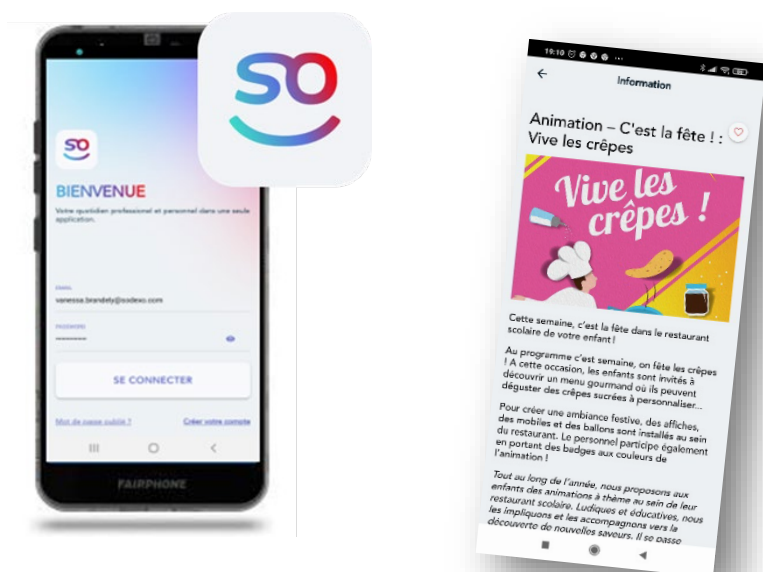 so
so
BIENVENUE
Votre quotidien professionel et personnel dans une seule
application.
EMAIL
vanessa.brandely@sodexo.com
PASSWORD
SE CONNECTER
Mot de passe oublié ?
Créer votre compte
FAIRPHONE
19:10
Information
Animation – C'est la fête ! :
Vive les crêpes
Vive les
crêpes !
Cette semaine, c'est la fête dans le restaurant
scolaire de votre enfant !
Au programme c'est semaine, on fête les crêpes
! A cette occasion, les enfants sont invités à
découvrir un menu gourmand où ils peuvent
déguster des crêpes sucrées à personnaliser...
Pour créer une ambiance festive, des affiches,
des mobiles et des ballons sont installés au sein
du restaurant. Le personnel participe également
en portant des badges aux couleurs de
l'animation !
Tout au long de l'année, nous proposons aux
enfants des animations à thème au sein de leur
restaurant scolaire. Ludiques et éducatives, nous
les impliquons et les accompagnons vers la
découverte de nouvelles saveurs. Il se passe